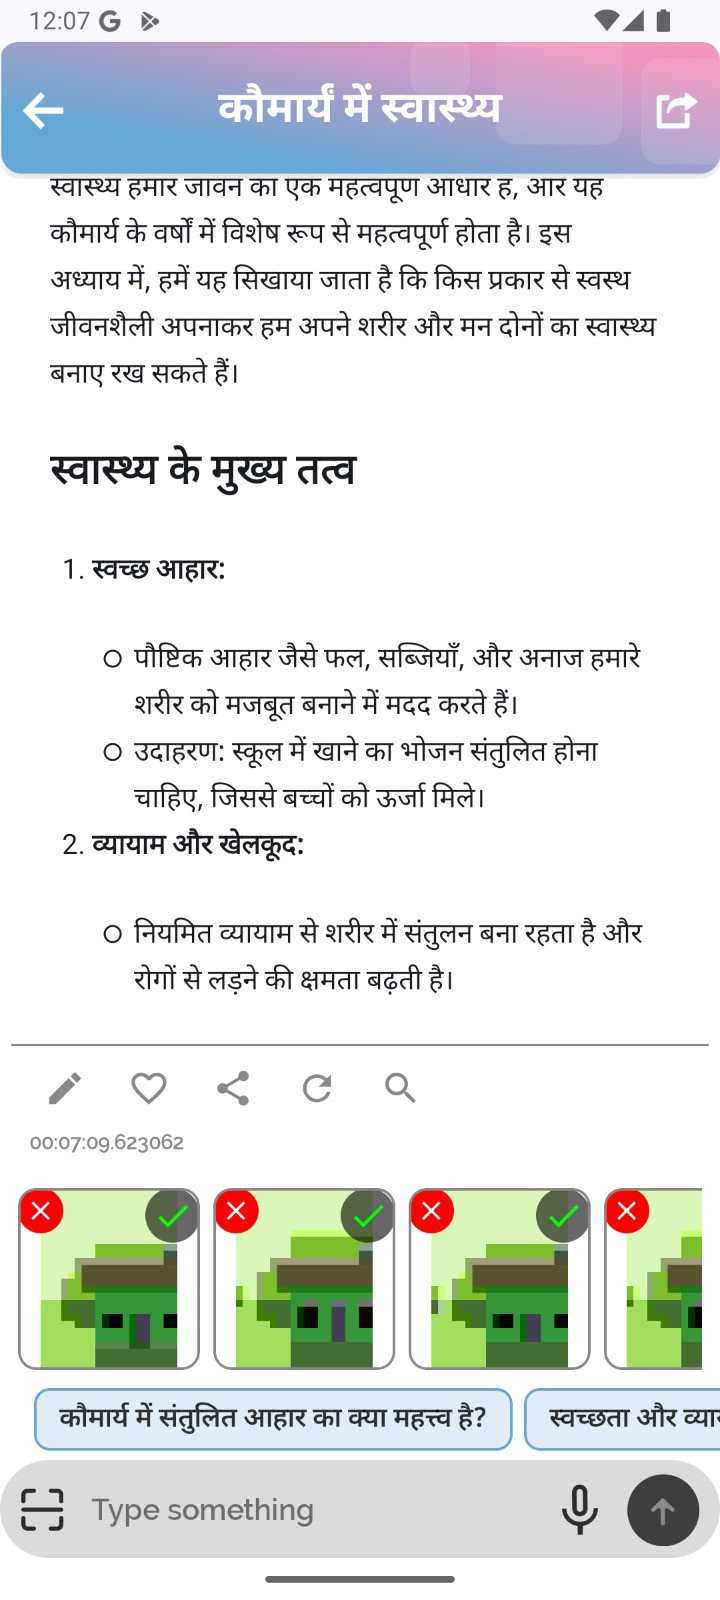 12:07
कौमार्यं में स्वास्थ्य
स्वास्थ्य हमारे जीवन का एक महत्वपूर्ण आधार है, और यह
कौमार्य के वर्षों में विशेष रूप से महत्वपूर्ण होता है। इस
अध्याय में, हमें यह सिखाया जाता है कि किस प्रकार से स्वस्थ
जीवनशैली अपनाकर हम अपने शरीर और मन दोनों का स्वास्थ्य
बनाए रख सकते हैं।
स्वास्थ्य के मुख्य तत्व
1. स्वच्छ आहार:
पौष्टिक आहार जैसे फल, सब्जियाँ, और अनाज हमारे
शरीर को मजबूत बनाने में मदद करते हैं।
उदाहरण: स्कूल में खाने का भोजन संतुलित होना
चाहिए, जिससे बच्चों को ऊर्जा मिले।
2. व्यायाम और खेलकूद:
नियमित व्यायाम से शरीर में संतुलन बना रहता है और
रोगों से लड़ने की क्षमता बढ़ती है।
00:07:09.623062
कौमार्य में संतुलित आहार का क्या महत्त्व है?
स्वच्छता और
Type something